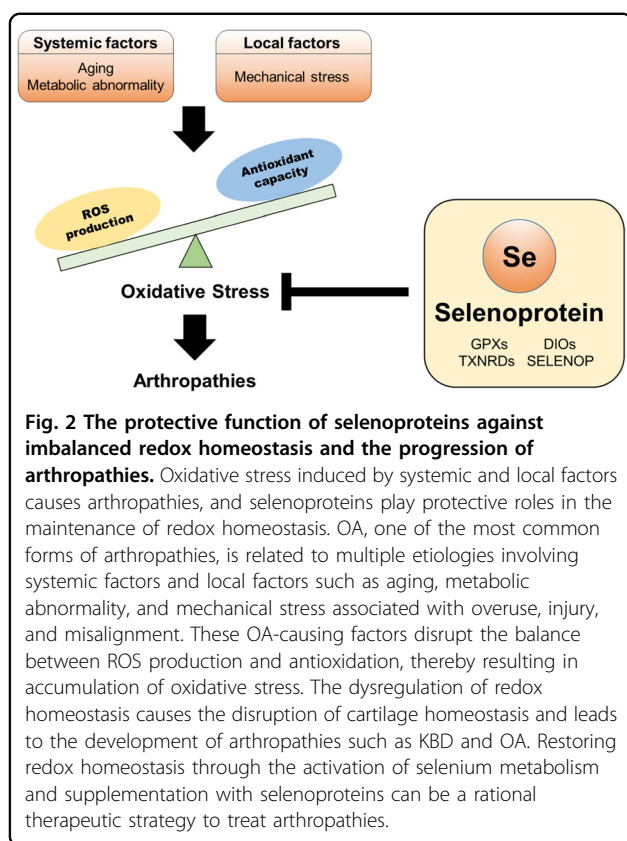 Systemic factors
Aging
Metabolic abnormality
Local factors
Mechanical stress
Antioxidant
capacity
ROS
production
Oxidative Stress
Arthropathies
Se
Selenoprotein
GPXs DIOs
TXNRDs SELENOP
Fig. 2 The protective function of selenoproteins against
imbalanced redox homeostasis and the progression of
arthropathies. Oxidative stress induced by systemic and local factors
causes arthropathies, and selenoproteins play protective roles in the
maintenance of redox homeostasis. OA, one of the most common
forms of arthropathies, is related to multiple etiologies involving
systemic factors and local factors such as aging, metabolic
abnormality, and mechanical stress associated with overuse, injury,
and misalignment. These OA-causing factors disrupt the balance
between ROS production and antioxidation, thereby resulting in
accumulation of oxidative stress. The dysregulation of redox
homeostasis causes the disruption of cartilage homeostasis and leads
to the development of arthropathies such as KBD and OA. Restoring
redox homeostasis through the activation of selenium metabolism
and supplementation with selenoproteins can be a rational
therapeutic strategy to treat arthropathies.